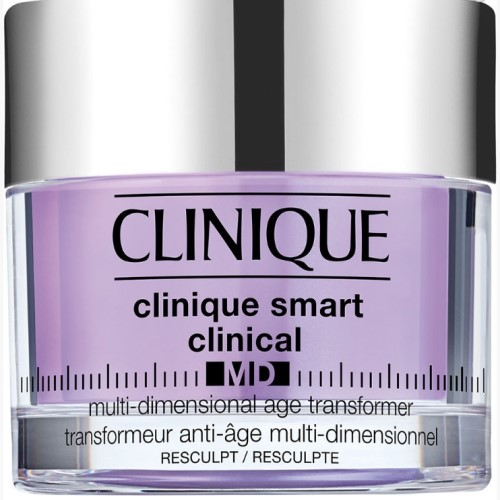 CLINIQUE
clinique smart
clinical
MD
multi-dimensional age transformer
transformeur anti-âge multi-dimensionnel
RESCULPT / RESCULPTE